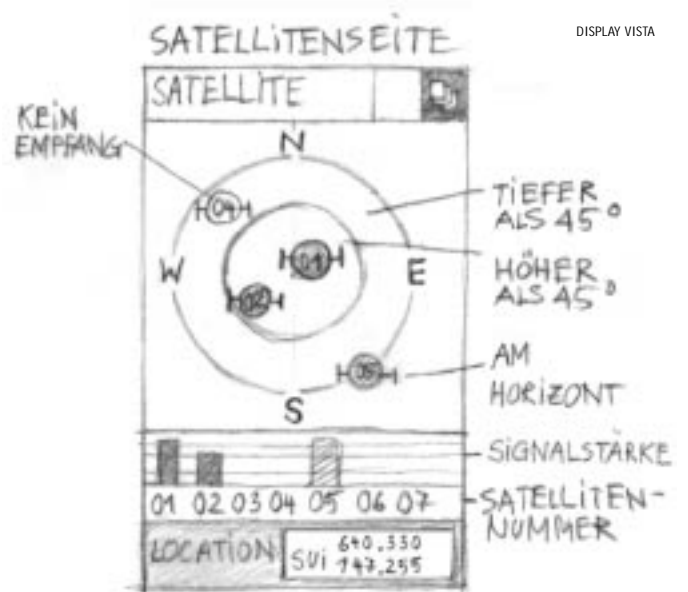 SATELLITENSEITE
DISPLAY VISTA
SATELLITE
KEIN
EMPFANG
N
TIEFER
ALS 45°
04
W
01
E
HÖHER
ALS 45°
02
05
AM
HORIZONT
S
SIGNALSTÄRKE
01 02 03 04 05 06 07
SATELLITEN-
NUMMER
LOCATION
SUI
640.330
147.255